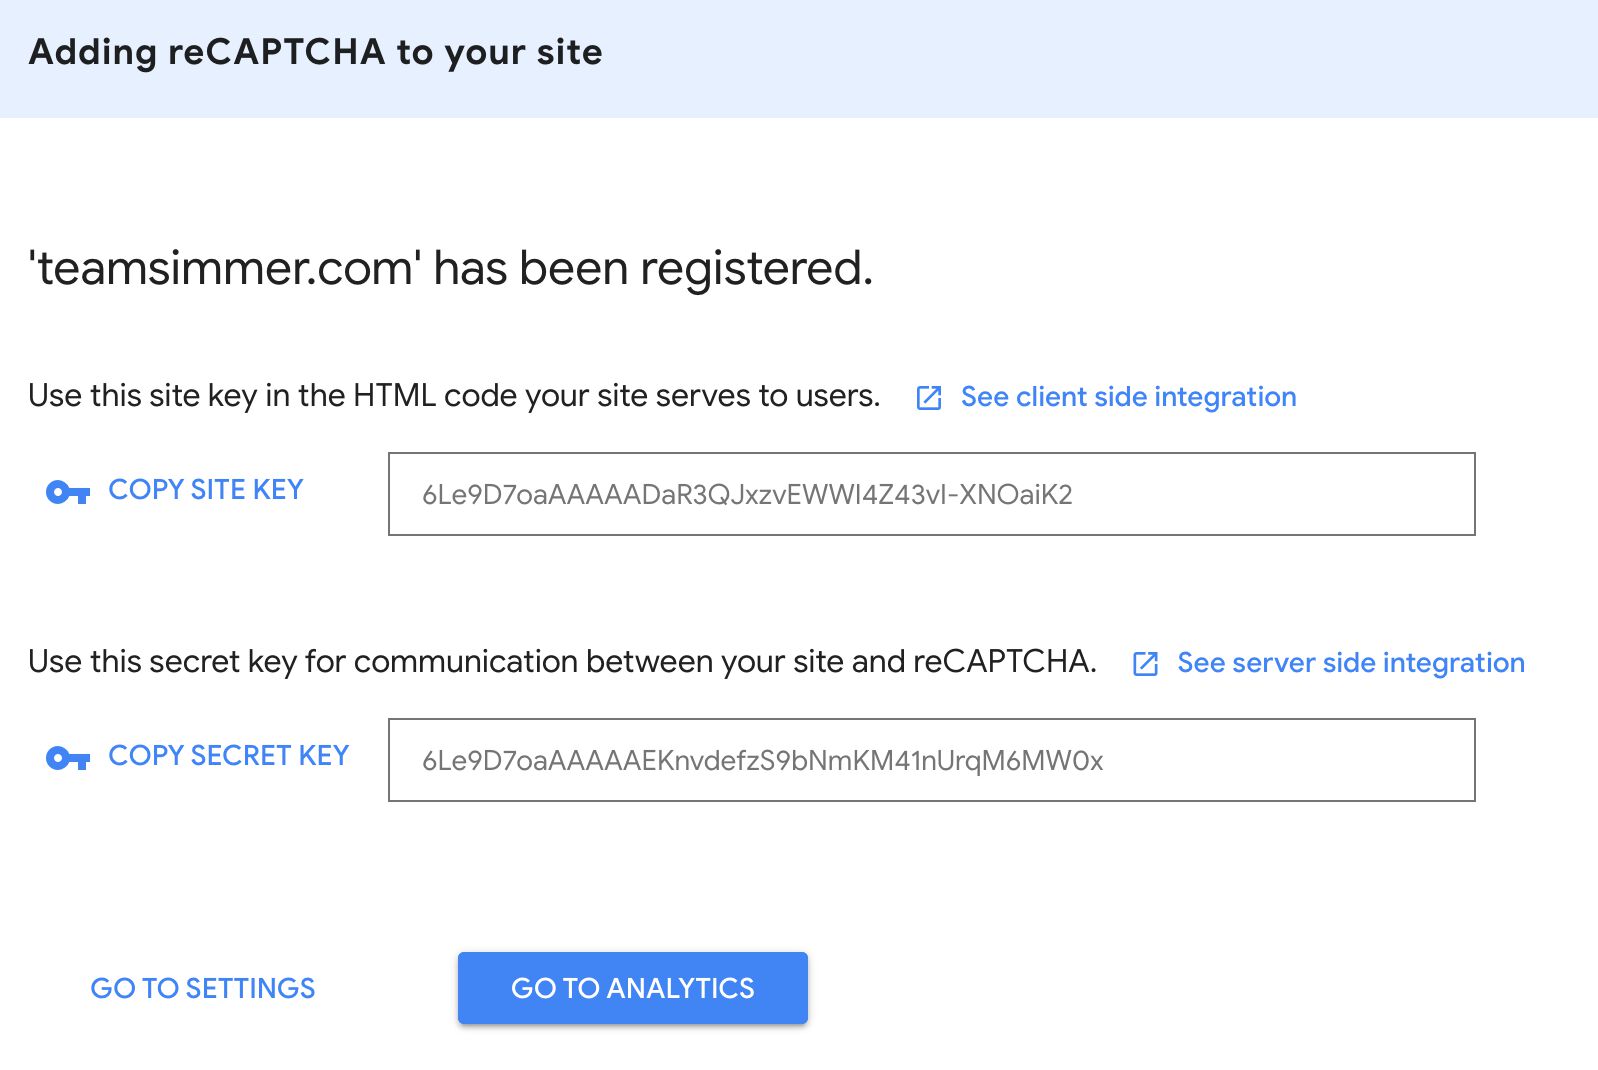 Adding reCAPTCHA to your site
'teamsimmer.com' has been registered.
Use this site key in the HTML code your site serves to users. See client side integration
COPY SITE KEY 6Le9D7oaAAAAADaR3QJxzvEWWI4Z43vI-XNOaiK2
Use this secret key for communication between your site and reCAPTCHA. See server side integration
COPY SECRET KEY 6Le9D7oaAAAAAEKnvdefzS9bNmKM41nUrqM6MW0x
GO TO SETTINGS GO TO ANALYTICS